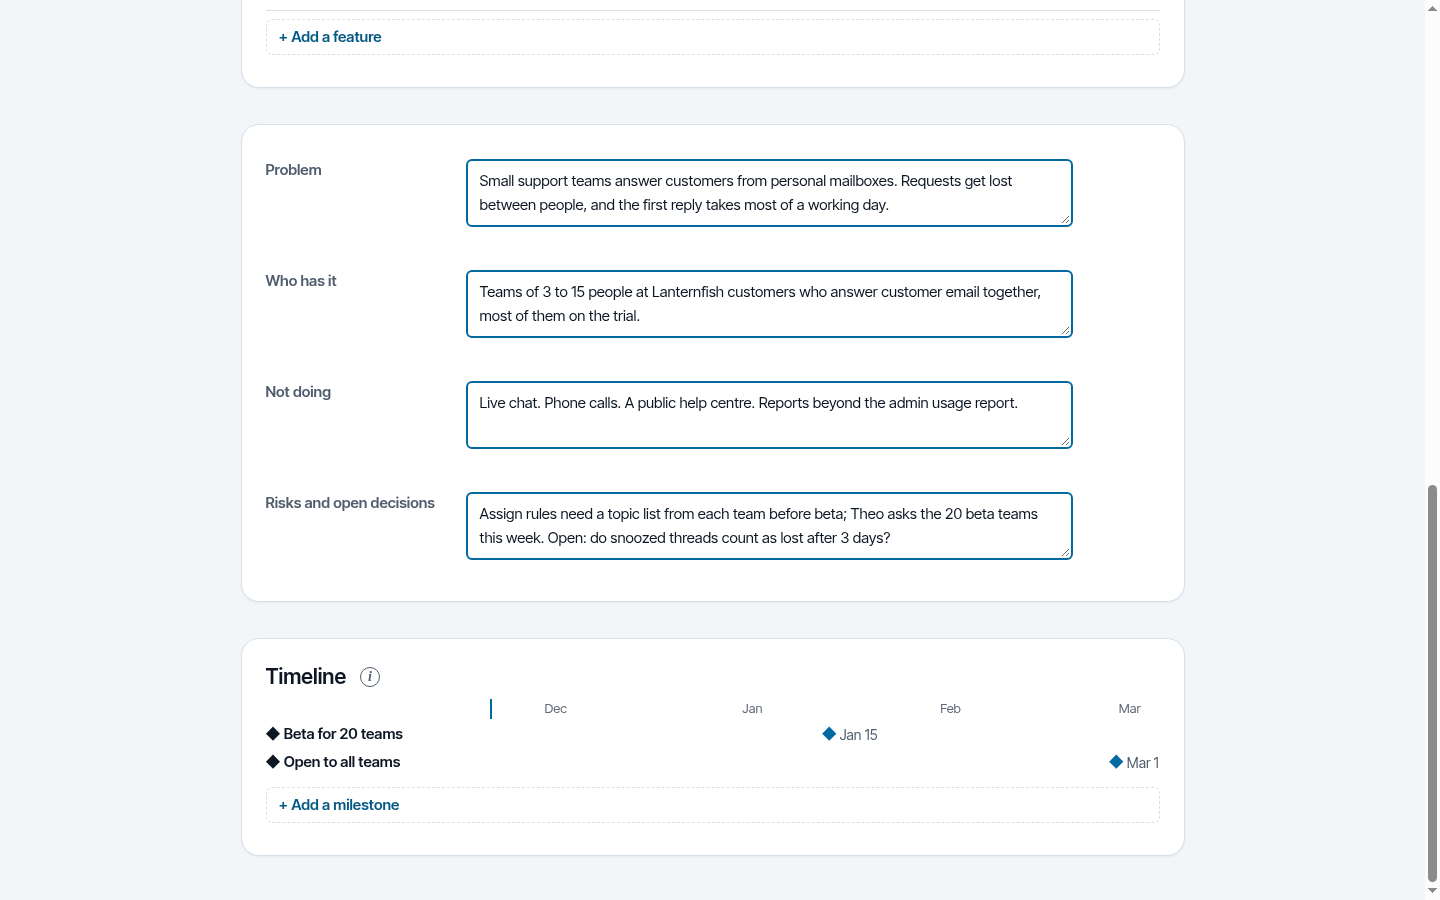 + Add a feature
Problem
Small support teams answer customers from personal mailboxes. Requests get lost
between people, and the first reply takes most of a working day.
Who has it
Teams of 3 to 15 people at Lanternfish customers who answer customer email together,
most of them on the trial.
Not doing
Live chat. Phone calls. A public help centre. Reports beyond the admin usage report.
Risks and open decisions
Assign rules need a topic list from each team before beta; Theo asks the 20 beta teams
this week. Open: do snoozed threads count as lost after 3 days?
Timeline i
Dec Jan Feb Mar
Beta for 20 teams Jan 15
Open to all teams Mar 1
+ Add a milestone